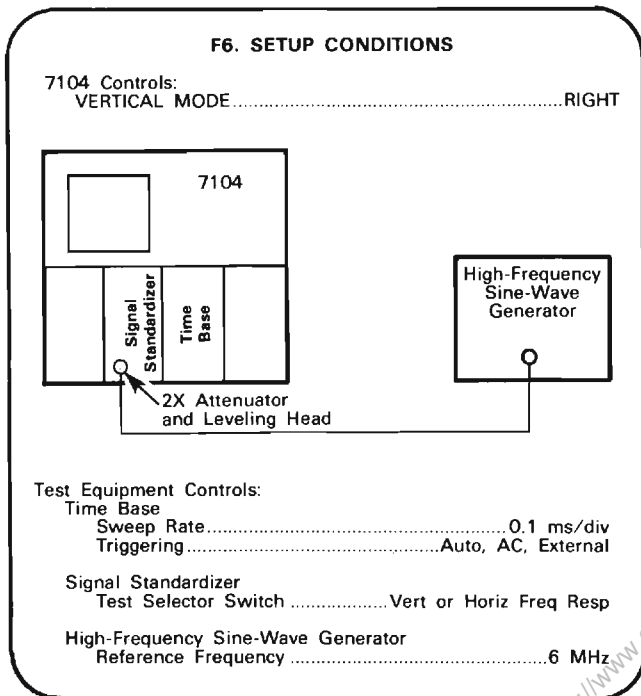 F6. SETUP CONDITIONS
7104 Controls:
VERTICAL MODE............................................................RIGHT
7104
Signal
Standardizer
Time
Base
High-Frequency
Sine-Wave
Generator
2X Attenuator
and Leveling Head
Test Equipment Controls:
Time Base
Sweep Rate............................................................0.1 ms/div
Triggering..............................................Auto, AC, External
Signal Standardizer
Test Selector Switch ..................Vert or Horiz Freq Resp
High-Frequency Sine-Wave Generator
Reference Frequency ................................................6 MHz